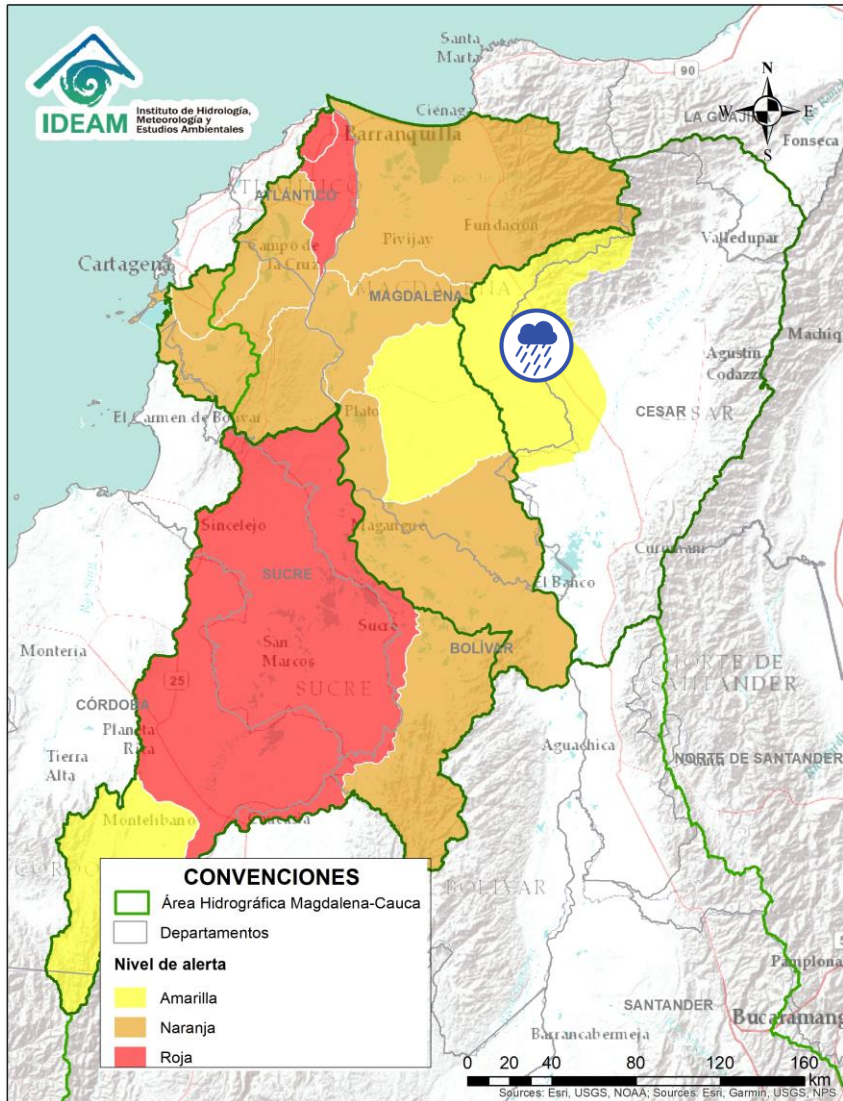 IDEAM
Instituto de Hidrología,
Meteorología y
Estudios Ambientales
Santa
Marta
90
N
W
E
S
Ciénaga
LA GUAJIRA
Fonseca
Barranquilla
ATLÁNTICO
Valledupar
Fundación
Pivijay
Campo de
la Cruz
Cartagena
MAGDALENA
MAGDALENA
Agustín
Codazzi
El Carmen de Bolívar
Plato
CESAR
CESAR
Sincelejo
Magangué
Curumaní
SUCRE
El Banco
Sucre
Montería
San
Marcos
BOLÍVAR
NORTE DE
SANTANDER
25
SUCRE
CÓRDOBA
Planeta
Rica
Aguachica
Tierra
Alta
NORTE DE SANTANDER
Montelíbano
CONVENCIONES
Área Hidrográfica Magdalena-Cauca
Departamentos
Nivel de alerta
Amarilla
Naranja
Roja
BOLÍVAR
Pamplona
SANTANDER
Bucaramang
Barrancabermeja
0 20 40 80 120 160
km
Sources: Esri, USGS, NOAA; Sources: Esri, Garmin, USGS, NPS